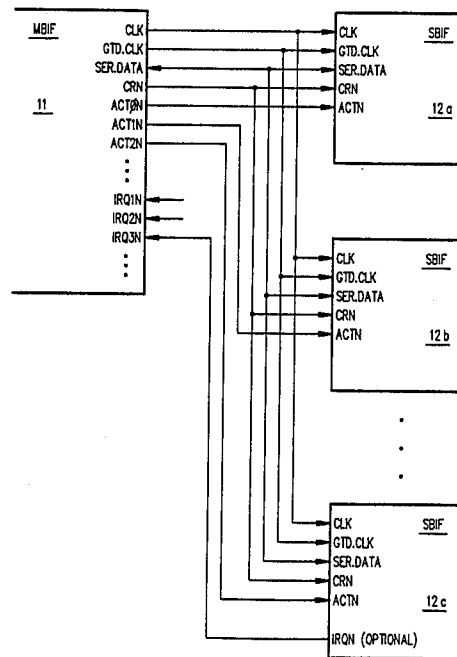 MBIF
CLK
GTD.CLK
SER.DATA
CRN
ACT0N
ACT1N
ACT2N
IRQ1N
IRQ2N
IRQ3N
11
CLK
SBIF
GTD.CLK
SER.DATA
CRN
ACTN
12a
CLK
SBIF
GTD.CLK
SER.DATA
CRN
ACTN
12b
CLK
SBIF
GTD.CLK
SER.DATA
CRN
ACTN
12c
IRQN (OPTIONAL)